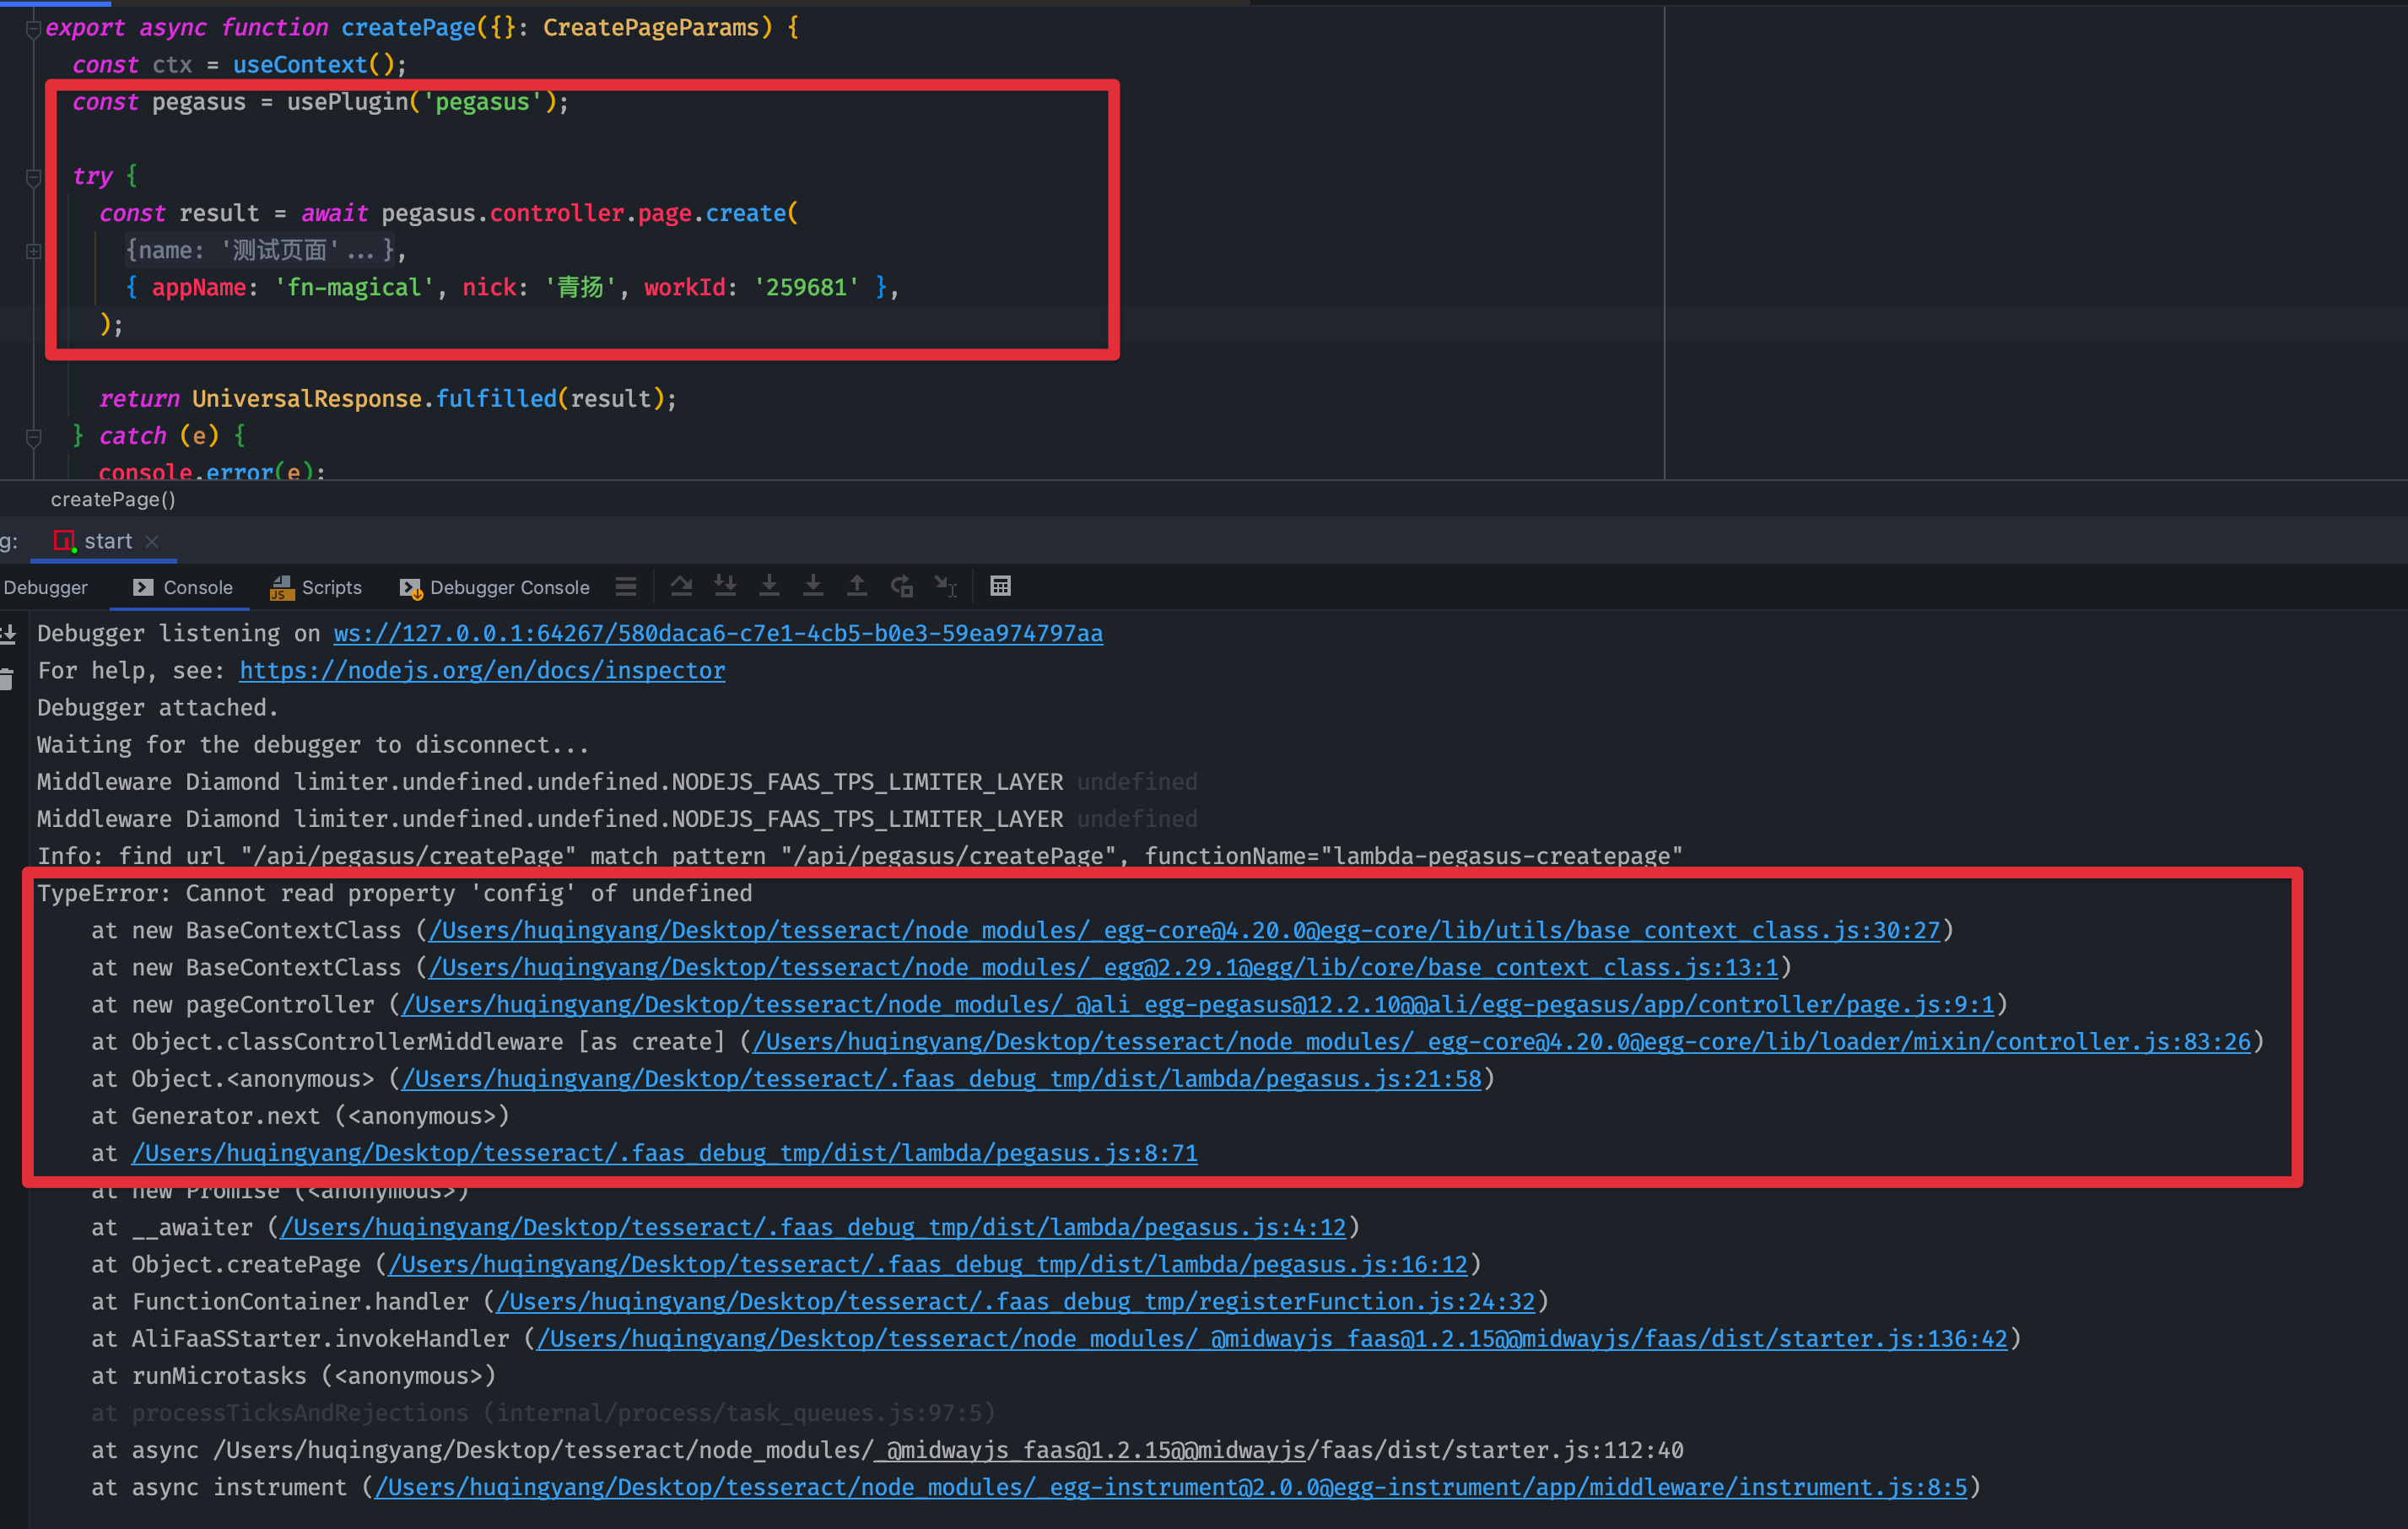 export async function createPage({}: CreatePageParams) {
const ctx = useContext();
const pegasus = usePlugin('pegasus');
try {
const result = await pegasus.controller.page.create(
{name: '测试页面'...},
{ appName: 'fn-magical', nick: '青扬', workId: '259681' },
);
return UniversalResponse.fulfilled(result);
} catch (e) {
console.error(e);
createPage()
g: start
Debugger Console JS Scripts Debugger Console
Debugger listening on ws://127.0.0.1:64267/580daca6-c7e1-4cb5-b0e3-59ea974797aa
For help, see: https://nodejs.org/en/docs/inspector
Debugger attached.
Waiting for the debugger to disconnect...
Middleware Diamond limiter.undefined.undefined.NODEJS_FAAS_TPS_LIMITER_LAYER undefined
Middleware Diamond limiter.undefined.undefined.NODEJS_FAAS_TPS_LIMITER_LAYER undefined
Info: find url "/api/pegasus/createPage" match pattern "/api/pegasus/createPage", functionName="lambda-pegasus-createpage"
TypeError: Cannot read property 'config' of undefined
at new BaseContextClass (/Users/huqingyang/Desktop/tesseract/node_modules/_egg-core@4.20.0@egg-core/lib/utils/base_context_class.js:30:27)
at new BaseContextClass (/Users/huqingyang/Desktop/tesseract/node_modules/_egg@2.29.1@egg/lib/core/base_context_class.js:13:1)
at new pageController (/Users/huqingyang/Desktop/tesseract/node_modules/_@ali_egg-pegasus@12.2.10@@ali/egg-pegasus/app/controller/page.js:9:1)
at Object.classControllerMiddleware [as create] (/Users/huqingyang/Desktop/tesseract/node_modules/_egg-core@4.20.0@egg-core/lib/loader/mixin/controller.js:83:26)
at Object.<anonymous> (/Users/huqingyang/Desktop/tesseract/.faas_debug_tmp/dist/lambda/pegasus.js:21:58)
at Generator.next (<anonymous>)
at /Users/huqingyang/Desktop/tesseract/.faas_debug_tmp/dist/lambda/pegasus.js:8:71
at new Promise (<anonymous>)
at __awaiter (/Users/huqingyang/Desktop/tesseract/.faas_debug_tmp/dist/lambda/pegasus.js:4:12)
at Object.createPage (/Users/huqingyang/Desktop/tesseract/.faas_debug_tmp/dist/lambda/pegasus.js:16:12)
at FunctionContainer.handler (/Users/huqingyang/Desktop/tesseract/.faas_debug_tmp/registerFunction.js:24:32)
at AliFaaSStarter.invokeHandler (/Users/huqingyang/Desktop/tesseract/node_modules/_@midwayjs_faas@1.2.15@@midwayjs/faas/dist/starter.js:136:42)
at runMicrotasks (<anonymous>)
at processTicksAndRejections (internal/process/task_queues.js:97:5)
at async /Users/huqingyang/Desktop/tesseract/node_modules/_@midwayjs_faas@1.2.15@@midwayjs/faas/dist/starter.js:112:40
at async instrument (/Users/huqingyang/Desktop/tesseract/node_modules/_egg-instrument@2.0.0@egg-instrument/app/middleware/instrument.js:8:5)